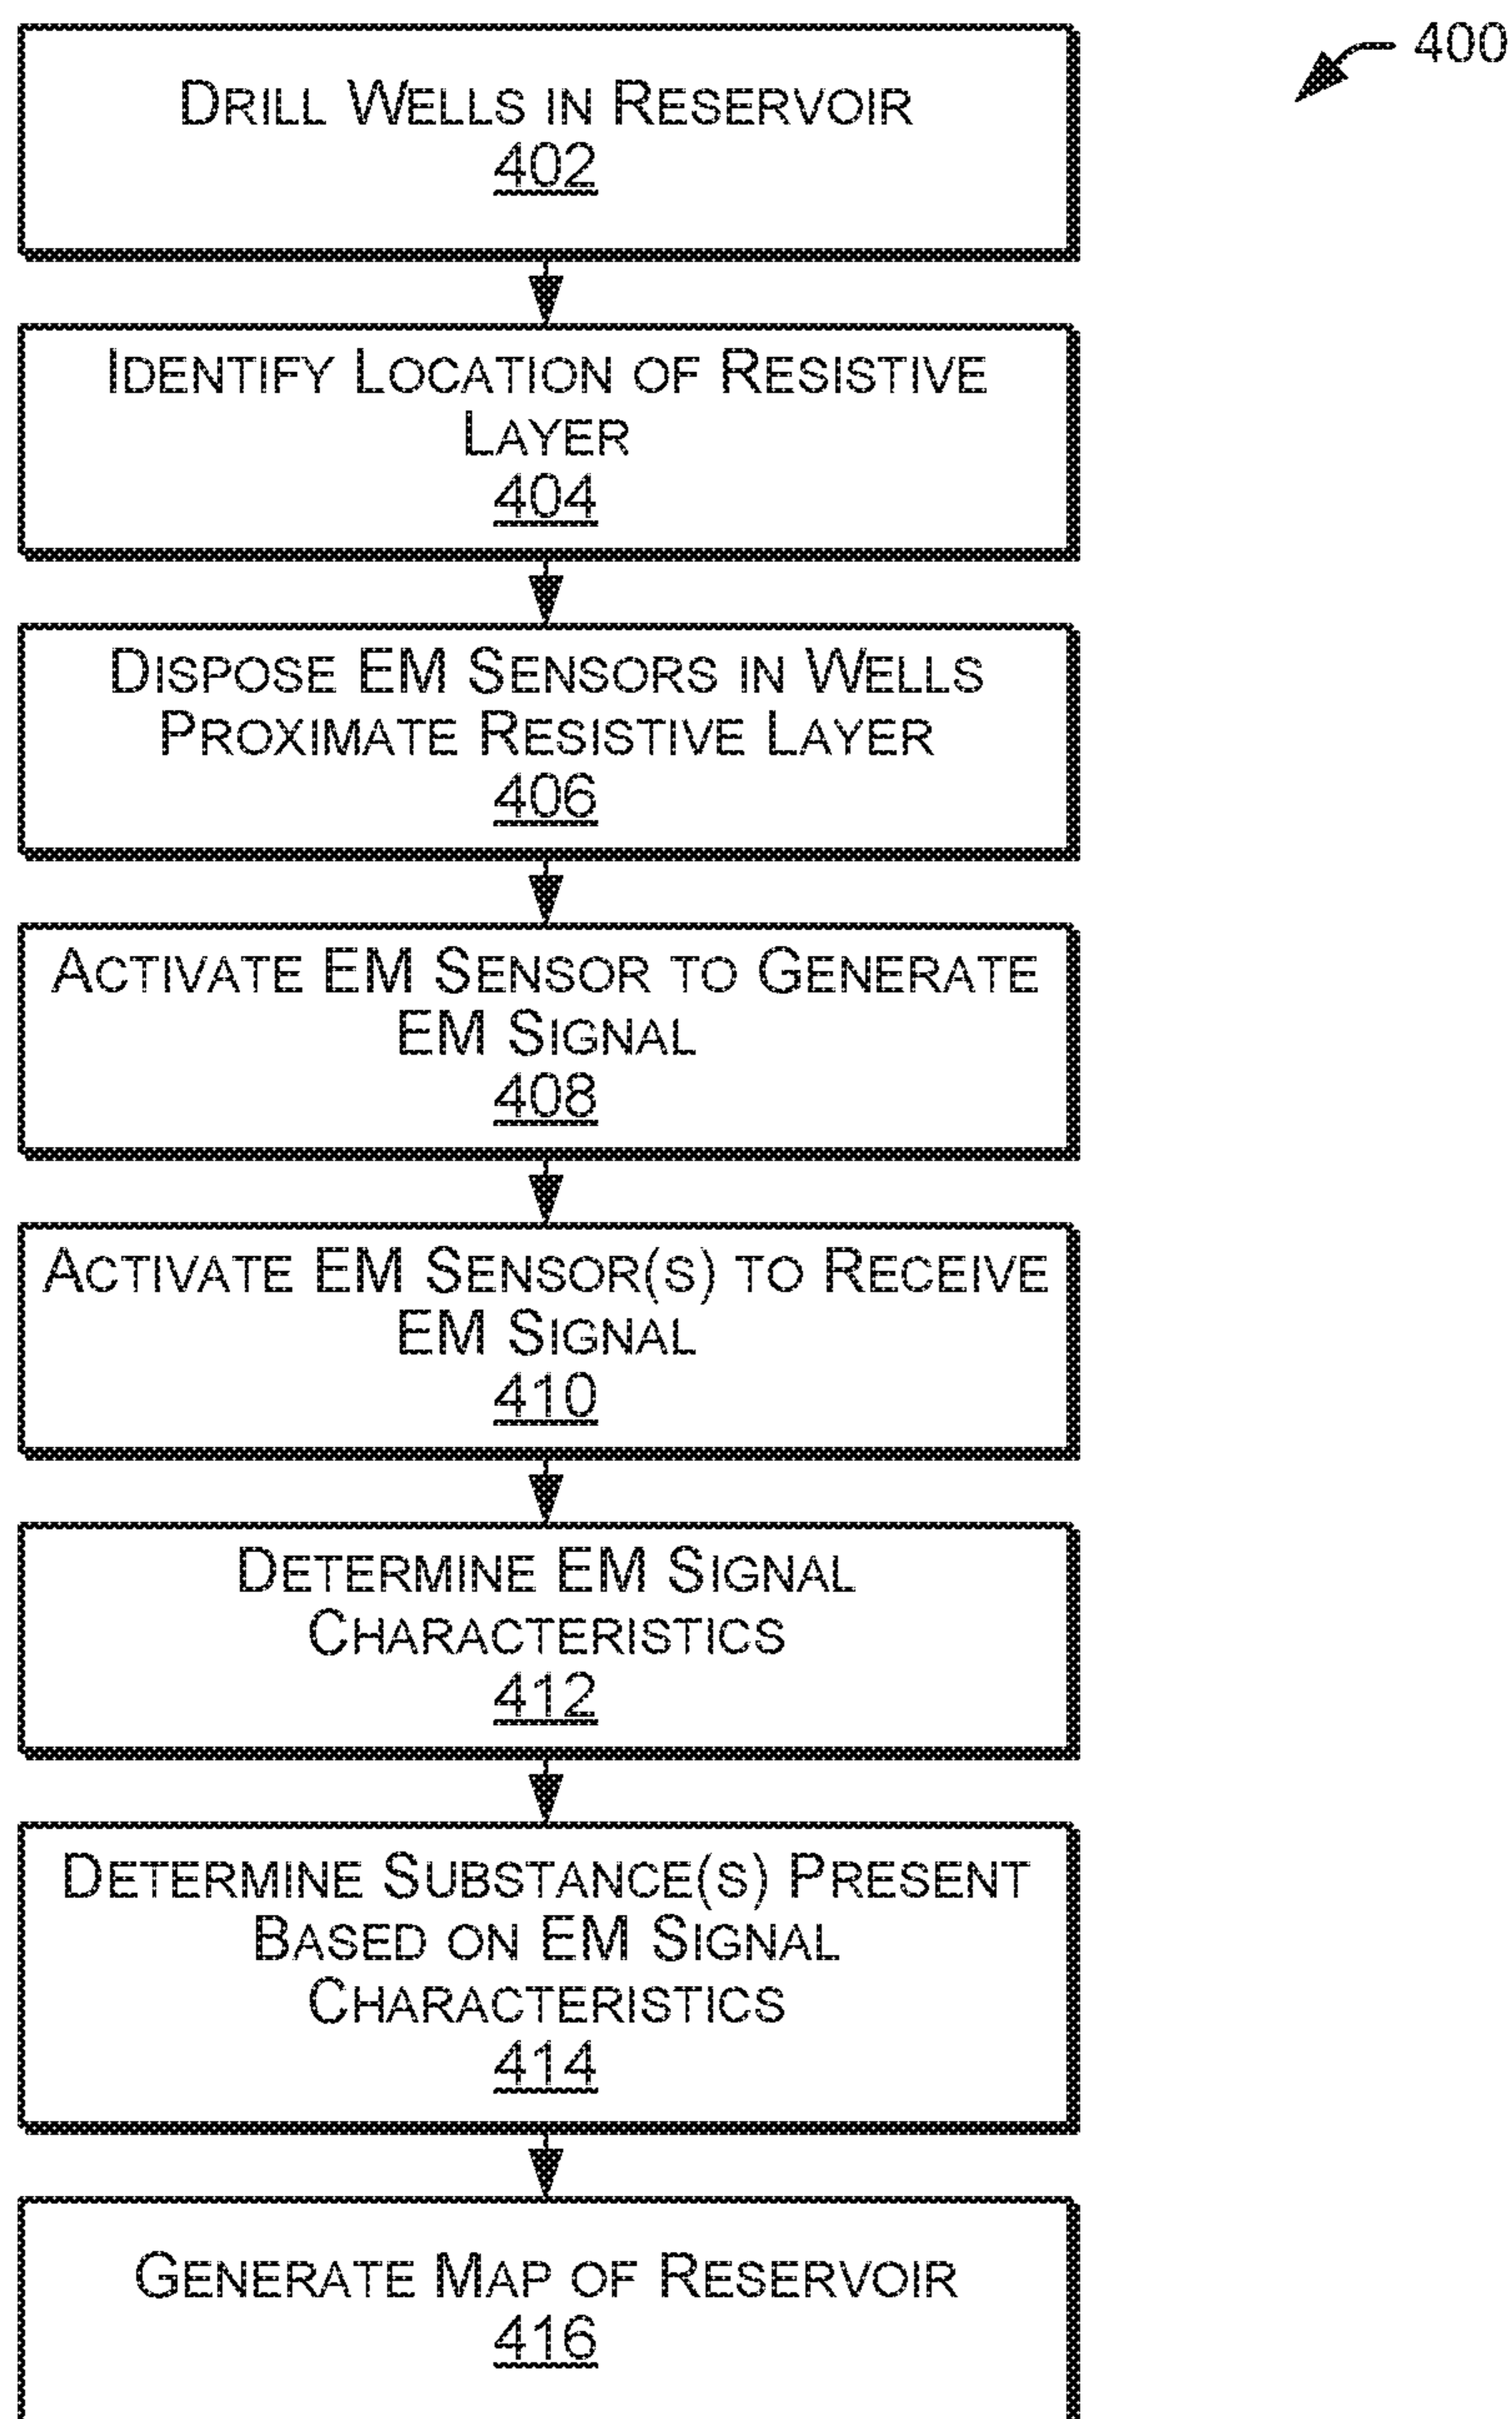 400
DRILL WELLS IN RESERVOIR
402
IDENTIFY LOCATION OF RESISTIVE
LAYER
404
DISPOSE EM SENSORS IN WELLS
PROXIMATE RESISTIVE LAYER
406
ACTIVATE EM SENSOR TO GENERATE
EM SIGNAL
408
ACTIVATE EM SENSOR(S) TO RECEIVE
EM SIGNAL
410
DETERMINE EM SIGNAL
CHARACTERISTICS
412
DETERMINE SUBSTANCE(S) PRESENT
BASED ON EM SIGNAL
CHARACTERISTICS
414
GENERATE MAP OF RESERVOIR
416